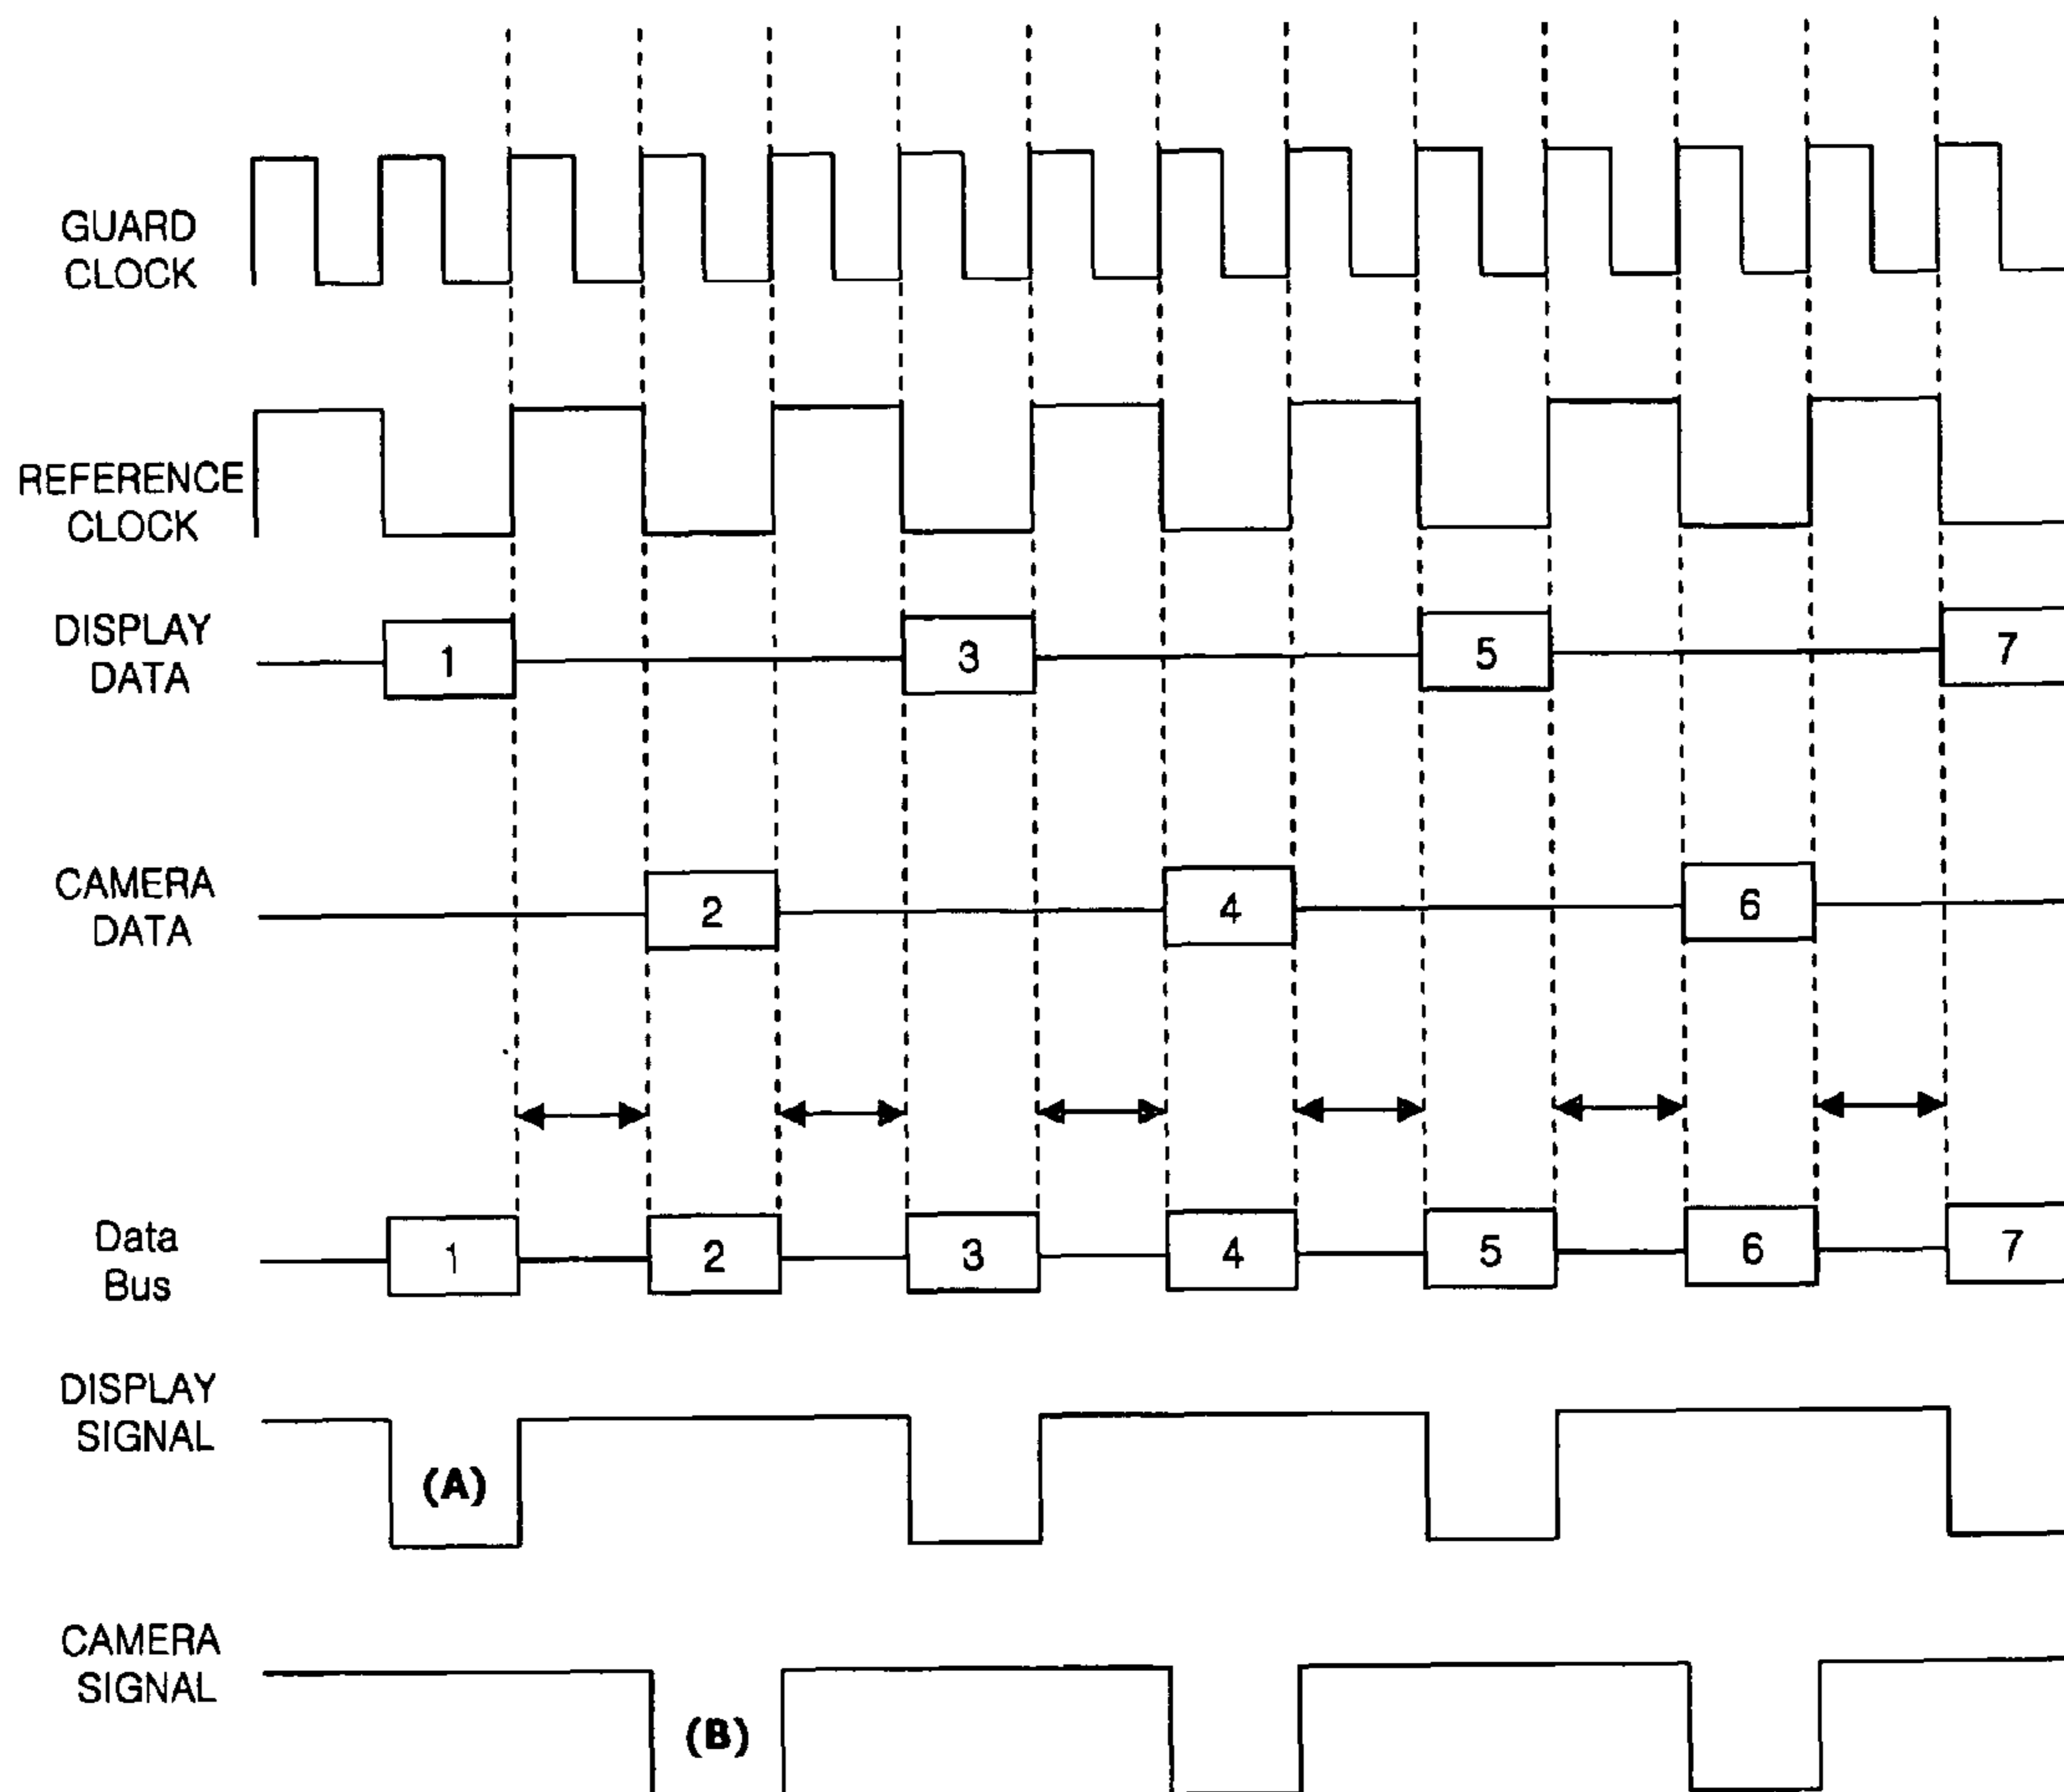 GUARD
CLOCK
REFERENCE
CLOCK
DISPLAY
DATA
1
3
5
7
CAMERA
DATA
2
4
6
Data
Bus
1
2
3
4
5
6
7
DISPLAY
SIGNAL
(A)
CAMERA
SIGNAL
(B)